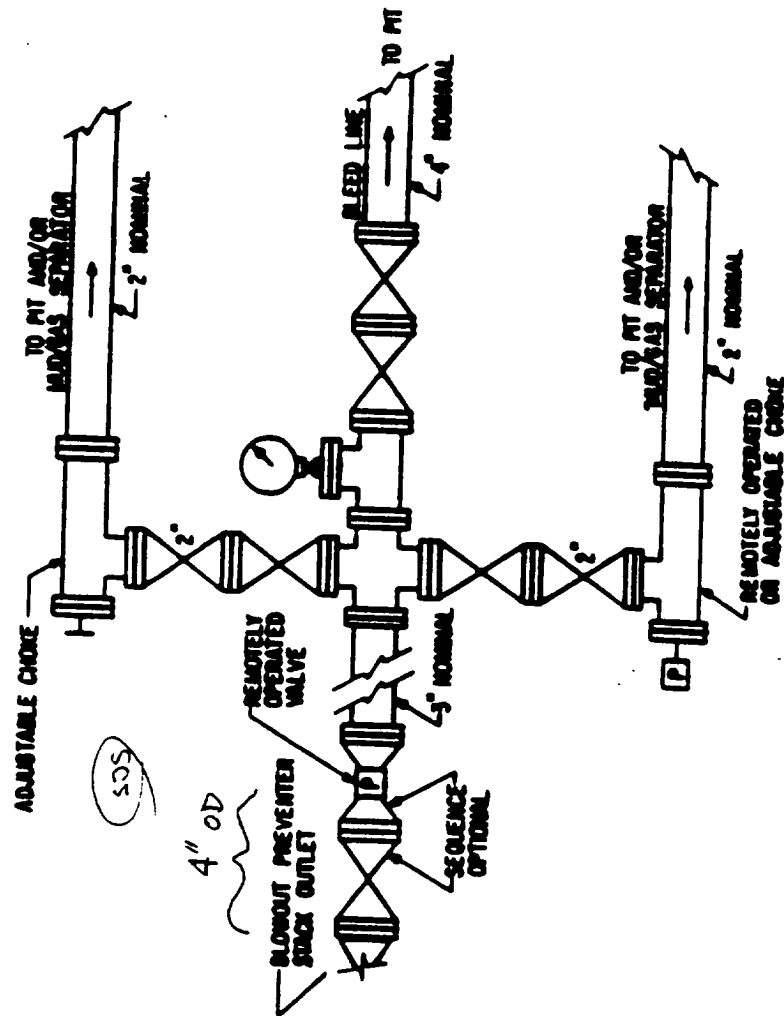 ADJUSTABLE CHOKE
TO PIT AND/OR
MUD/GAS SEPARATOR
2" NOMINAL
2"
BLEED LINE
TO PIT
4" NOMINAL
SCS
4" OD
BLOWOUT PREVENTER
STACK OUTLET
REMOTELY
OPERATED
VALVE
P
SEQUENCE
OPTIONAL
3" NOMINAL
2"
TO PIT AND/OR
MUD/GAS SEPARATOR
2" NOMINAL
P
REMOTELY OPERATED
OR ADJUSTABLE CHOKE